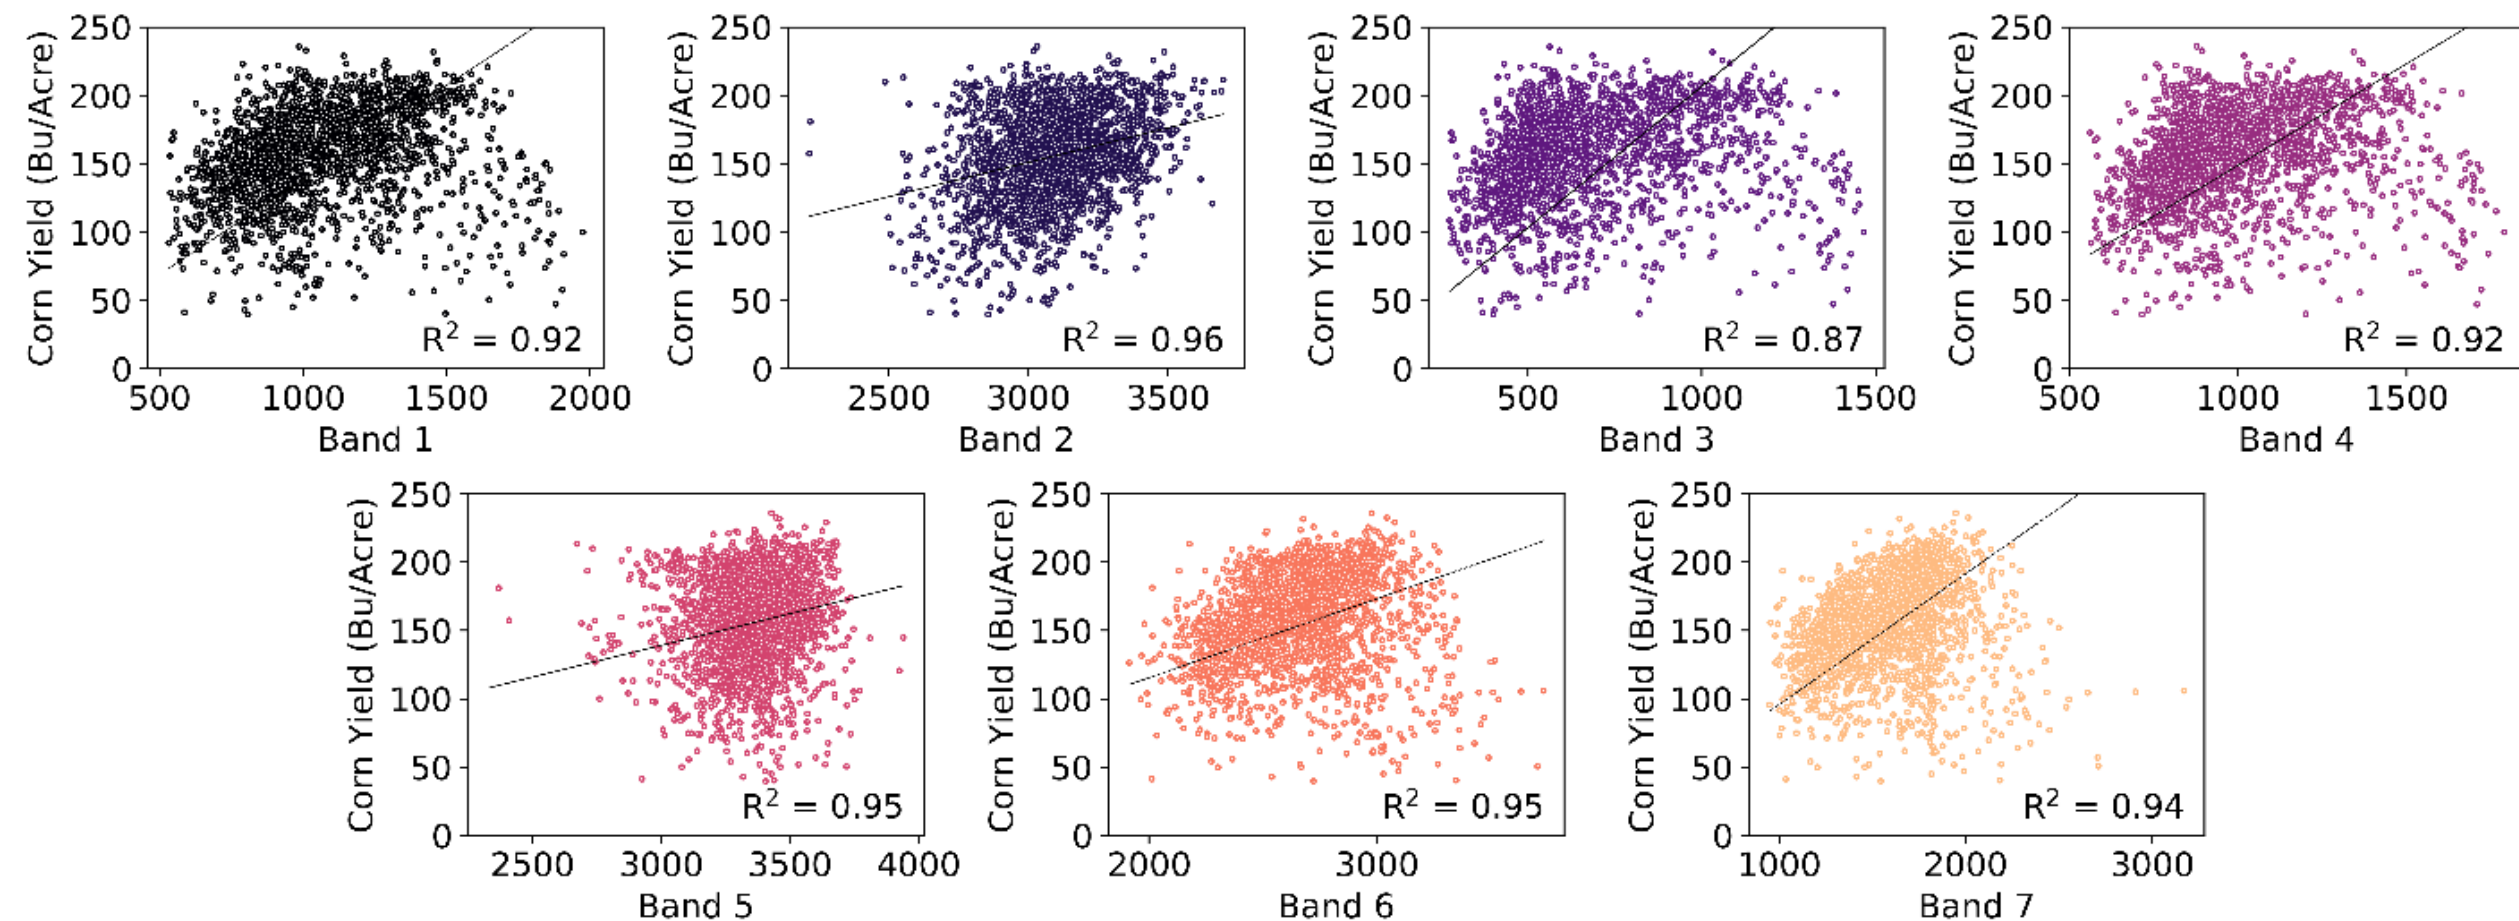 Corn Yield (Bu/Acre)
250
200
150
100
50
0
R² = 0.92
500 1000 1500 2000
Band 1
Corn Yield (Bu/Acre)
250
200
150
100
50
0
R² = 0.96
2500 3000 3500
Band 2
Corn Yield (Bu/Acre)
250
200
150
100
50
0
R² = 0.87
500 1000 1500
Band 3
Corn Yield (Bu/Acre)
250
200
150
100
50
0
R² = 0.92
500 1000 1500
Band 4
Corn Yield (Bu/Acre)
250
200
150
100
50
0
R² = 0.95
2500 3000 3500 4000
Band 5
Corn Yield (Bu/Acre)
250
200
150
100
50
0
R² = 0.95
2000 3000
Band 6
Corn Yield (Bu/Acre)
250
200
150
100
50
0
R² = 0.94
1000 2000 3000
Band 7